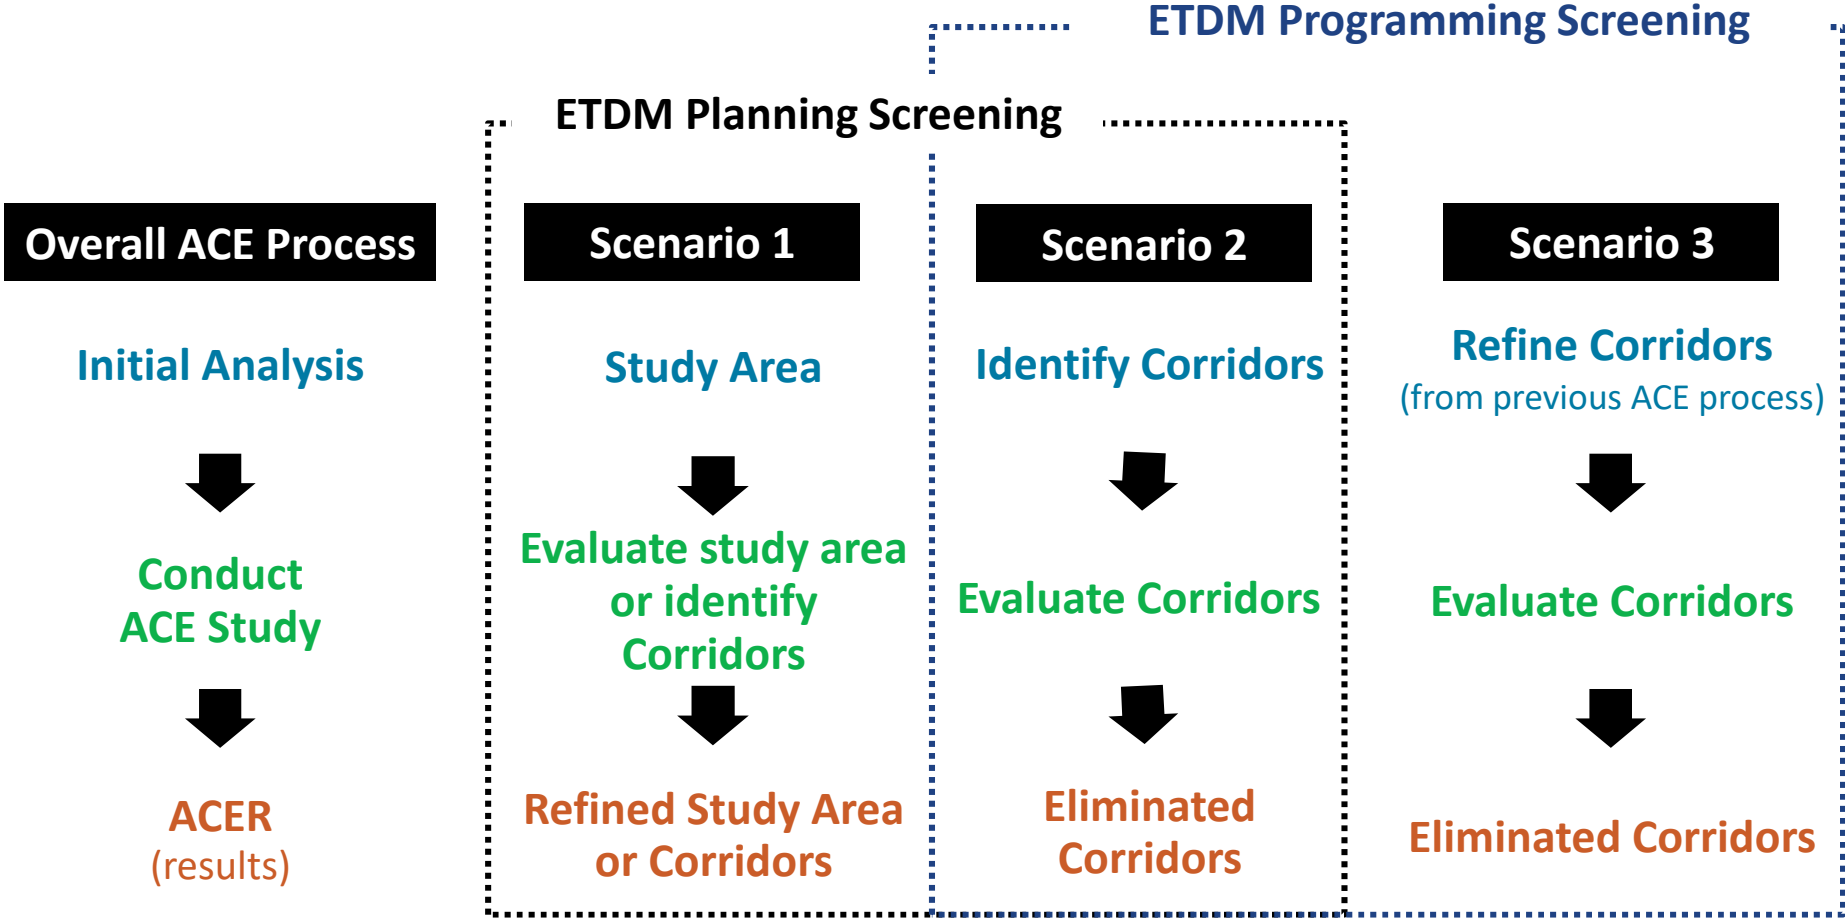 ETDM Programming Screening
ETDM Planning Screening
Overall ACE Process
Initial Analysis
Conduct
ACE Study
ACER
(results)
Scenario 1
Study Area
Evaluate study area
or identify
Corridors
Refined Study Area
or Corridors
Scenario 2
Identify Corridors
Evaluate Corridors
Eliminated
Corridors
Scenario 3
Refine Corridors
(from previous ACE process)
Evaluate Corridors
Eliminated Corridors